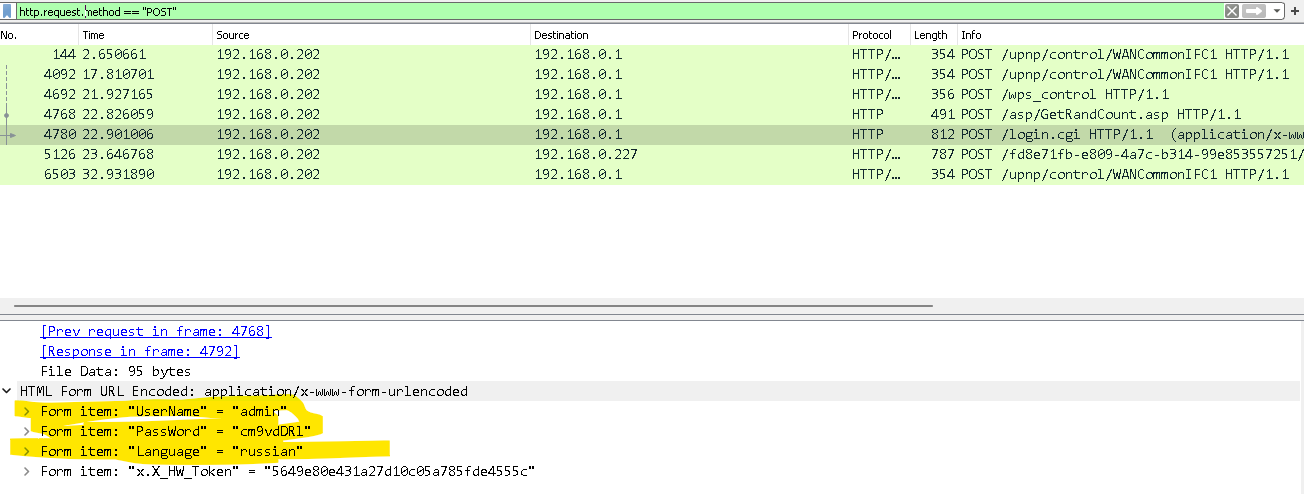 http.request.method == "POST"
No. Time Source Destination Protocol Length Info
144 2.650661 192.168.0.202 192.168.0.1 HTTP/… 354 POST /upnp/control/WANCommonIFC1 HTTP/1.1
4092 17.810701 192.168.0.202 192.168.0.1 HTTP/… 354 POST /upnp/control/WANCommonIFC1 HTTP/1.1
4692 21.927165 192.168.0.202 192.168.0.1 HTTP/… 356 POST /wps_control HTTP/1.1
4768 22.826059 192.168.0.202 192.168.0.1 HTTP 491 POST /asp/GetRandCount.asp HTTP/1.1
4780 22.901006 192.168.0.202 192.168.0.1 HTTP 812 POST /login.cgi HTTP/1.1 (application/x-ww
5126 23.646768 192.168.0.202 192.168.0.227 HTTP/… 787 POST /fd8e71fb-e809-4a7c-b314-99e853557251/
6503 32.931890 192.168.0.202 192.168.0.1 HTTP/… 354 POST /upnp/control/WANCommonIFC1 HTTP/1.1
[Prev request in frame: 4768]
[Response in frame: 4792]
File Data: 95 bytes
HTML Form URL Encoded: application/x-www-form-urlencoded
Form item: "UserName" = "admin"
Form item: "PassWord" = "cm9vdDRl"
Form item: "Language" = "russian"
Form item: "x.X_HW_Token" = "5649e80e431a27d10c05a785fde4555c"